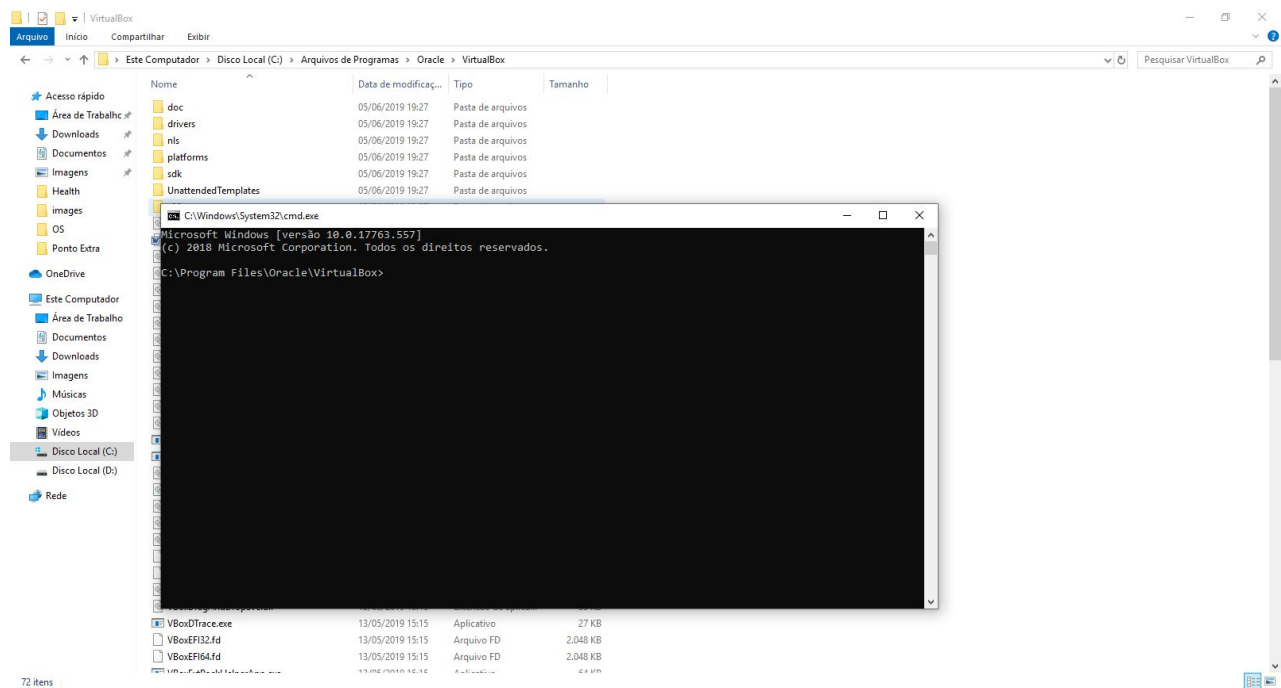 VirtualBox
Arquivo Início Compartilhar Exibir
Este Computador Disco Local (C:) Arquivos de Programas Oracle VirtualBox
Pesquisar VirtualBox
Nome Data de modificaç... Tipo Tamanho
Acesso rápido
Área de Trabalho
Downloads
Documentos
Imagens
Health
images
OS
Ponto Extra
OneDrive
Este Computador
Área de Trabalho
Documentos
Downloads
Imagens
Músicas
Objetos 3D
Vídeos
Disco Local (C:)
Disco Local (D:)
Rede
doc 05/06/2019 19:27 Pasta de arquivos
drivers 05/06/2019 19:27 Pasta de arquivos
nls 05/06/2019 19:27 Pasta de arquivos
platforms 05/06/2019 19:27 Pasta de arquivos
sdk 05/06/2019 19:27 Pasta de arquivos
UnattendedTemplates 05/06/2019 19:27 Pasta de arquivos
C:\Windows\System32\cmd.exe
Microsoft Windows [versão 10.0.17763.557]
(c) 2018 Microsoft Corporation. Todos os direitos reservados.
C:\Program Files\Oracle\VirtualBox>
VBoxDTrace.exe 13/05/2019 15:15 Aplicativo 27 KB
VBoxEFI32.fd 13/05/2019 15:15 Arquivo FD 2.048 KB
VBoxEFI64.fd 13/05/2019 15:15 Arquivo FD 2.048 KB
72 itens